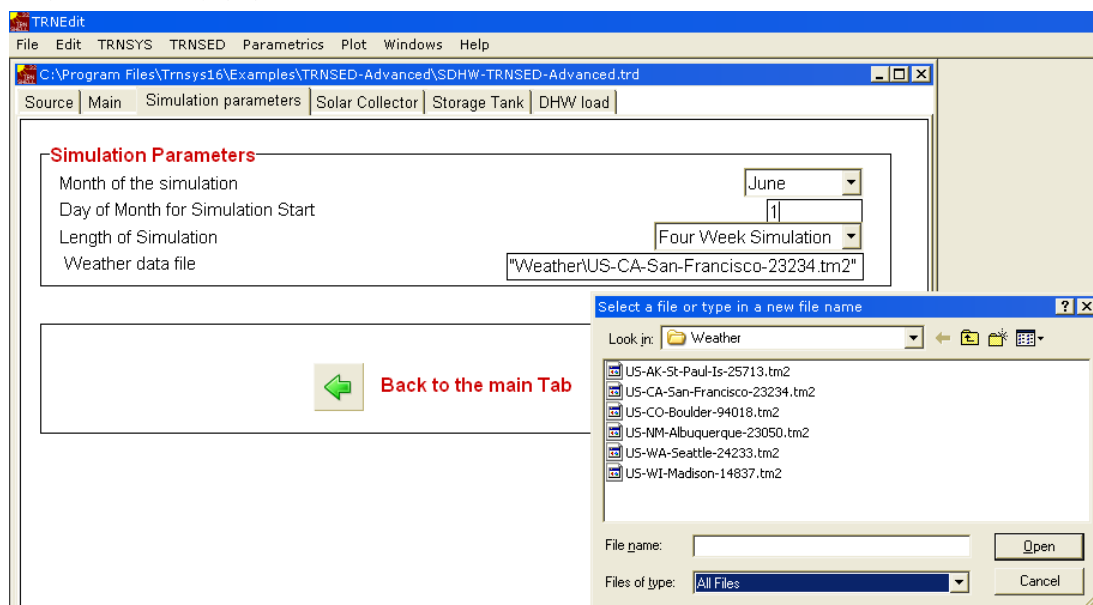 TRNEdit
File Edit TRNSYS TRNSED Parametrics Plot Windows Help
C:\Program Files\Trnsys16\Examples\TRNSED-Advanced\SDHW-TRNSED-Advanced.trd
Source Main Simulation parameters Solar Collector Storage Tank DHW load
Simulation Parameters
Month of the simulation June
Day of Month for Simulation Start 1
Length of Simulation Four Week Simulation
Weather data file "Weather\US-CA-San-Francisco-23234.tm2"
Select a file or type in a new file name
Look in: Weather
US-AK-St-Paul-Is-25713.tm2
US-CA-San-Francisco-23234.tm2
US-CO-Boulder-94018.tm2
US-NM-Albuquerque-23050.tm2
US-WA-Seattle-24233.tm2
US-WI-Madison-14837.tm2
Back to the main Tab
File name: Open
Files of type: All Files Cancel